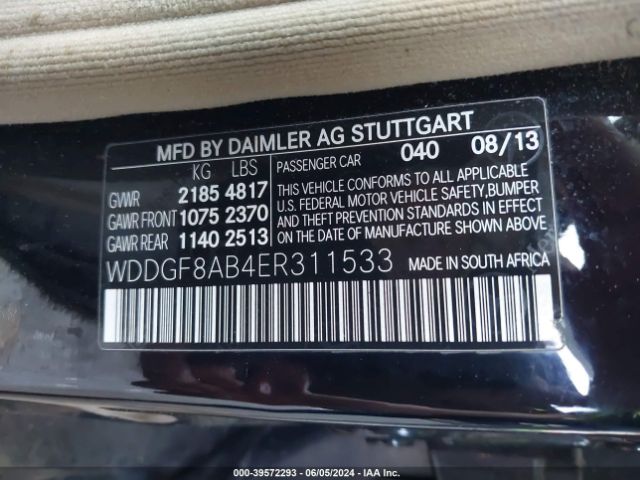 MFD BY DAIMLER AG STUTTGART
KG LBS
GVWR 2185 4817
GAWR FRONT 1075 2370
GAWR REAR 1140 2513
PASSENGER CAR 040 08/13
THIS VEHICLE CONFORMS TO ALL APPLICABLE
U.S. FEDERAL MOTOR VEHICLE SAFETY,BUMPER
AND THEFT PREVENTION STANDARDS IN EFFECT
ON THE DATE OF MANUFACTURE SHOWN ABOVE.
WDDGF8AB4ER311533 MADE IN SOUTH AFRICA
000-39572293 - 06/05/2024 - IAA Inc.